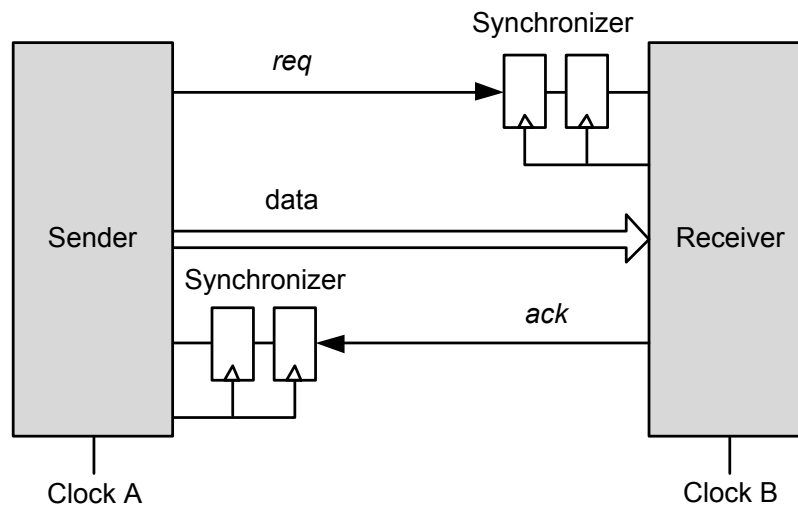 Synchronizer
req
data
Sender
Receiver
Synchronizer
ack
Clock A
Clock B